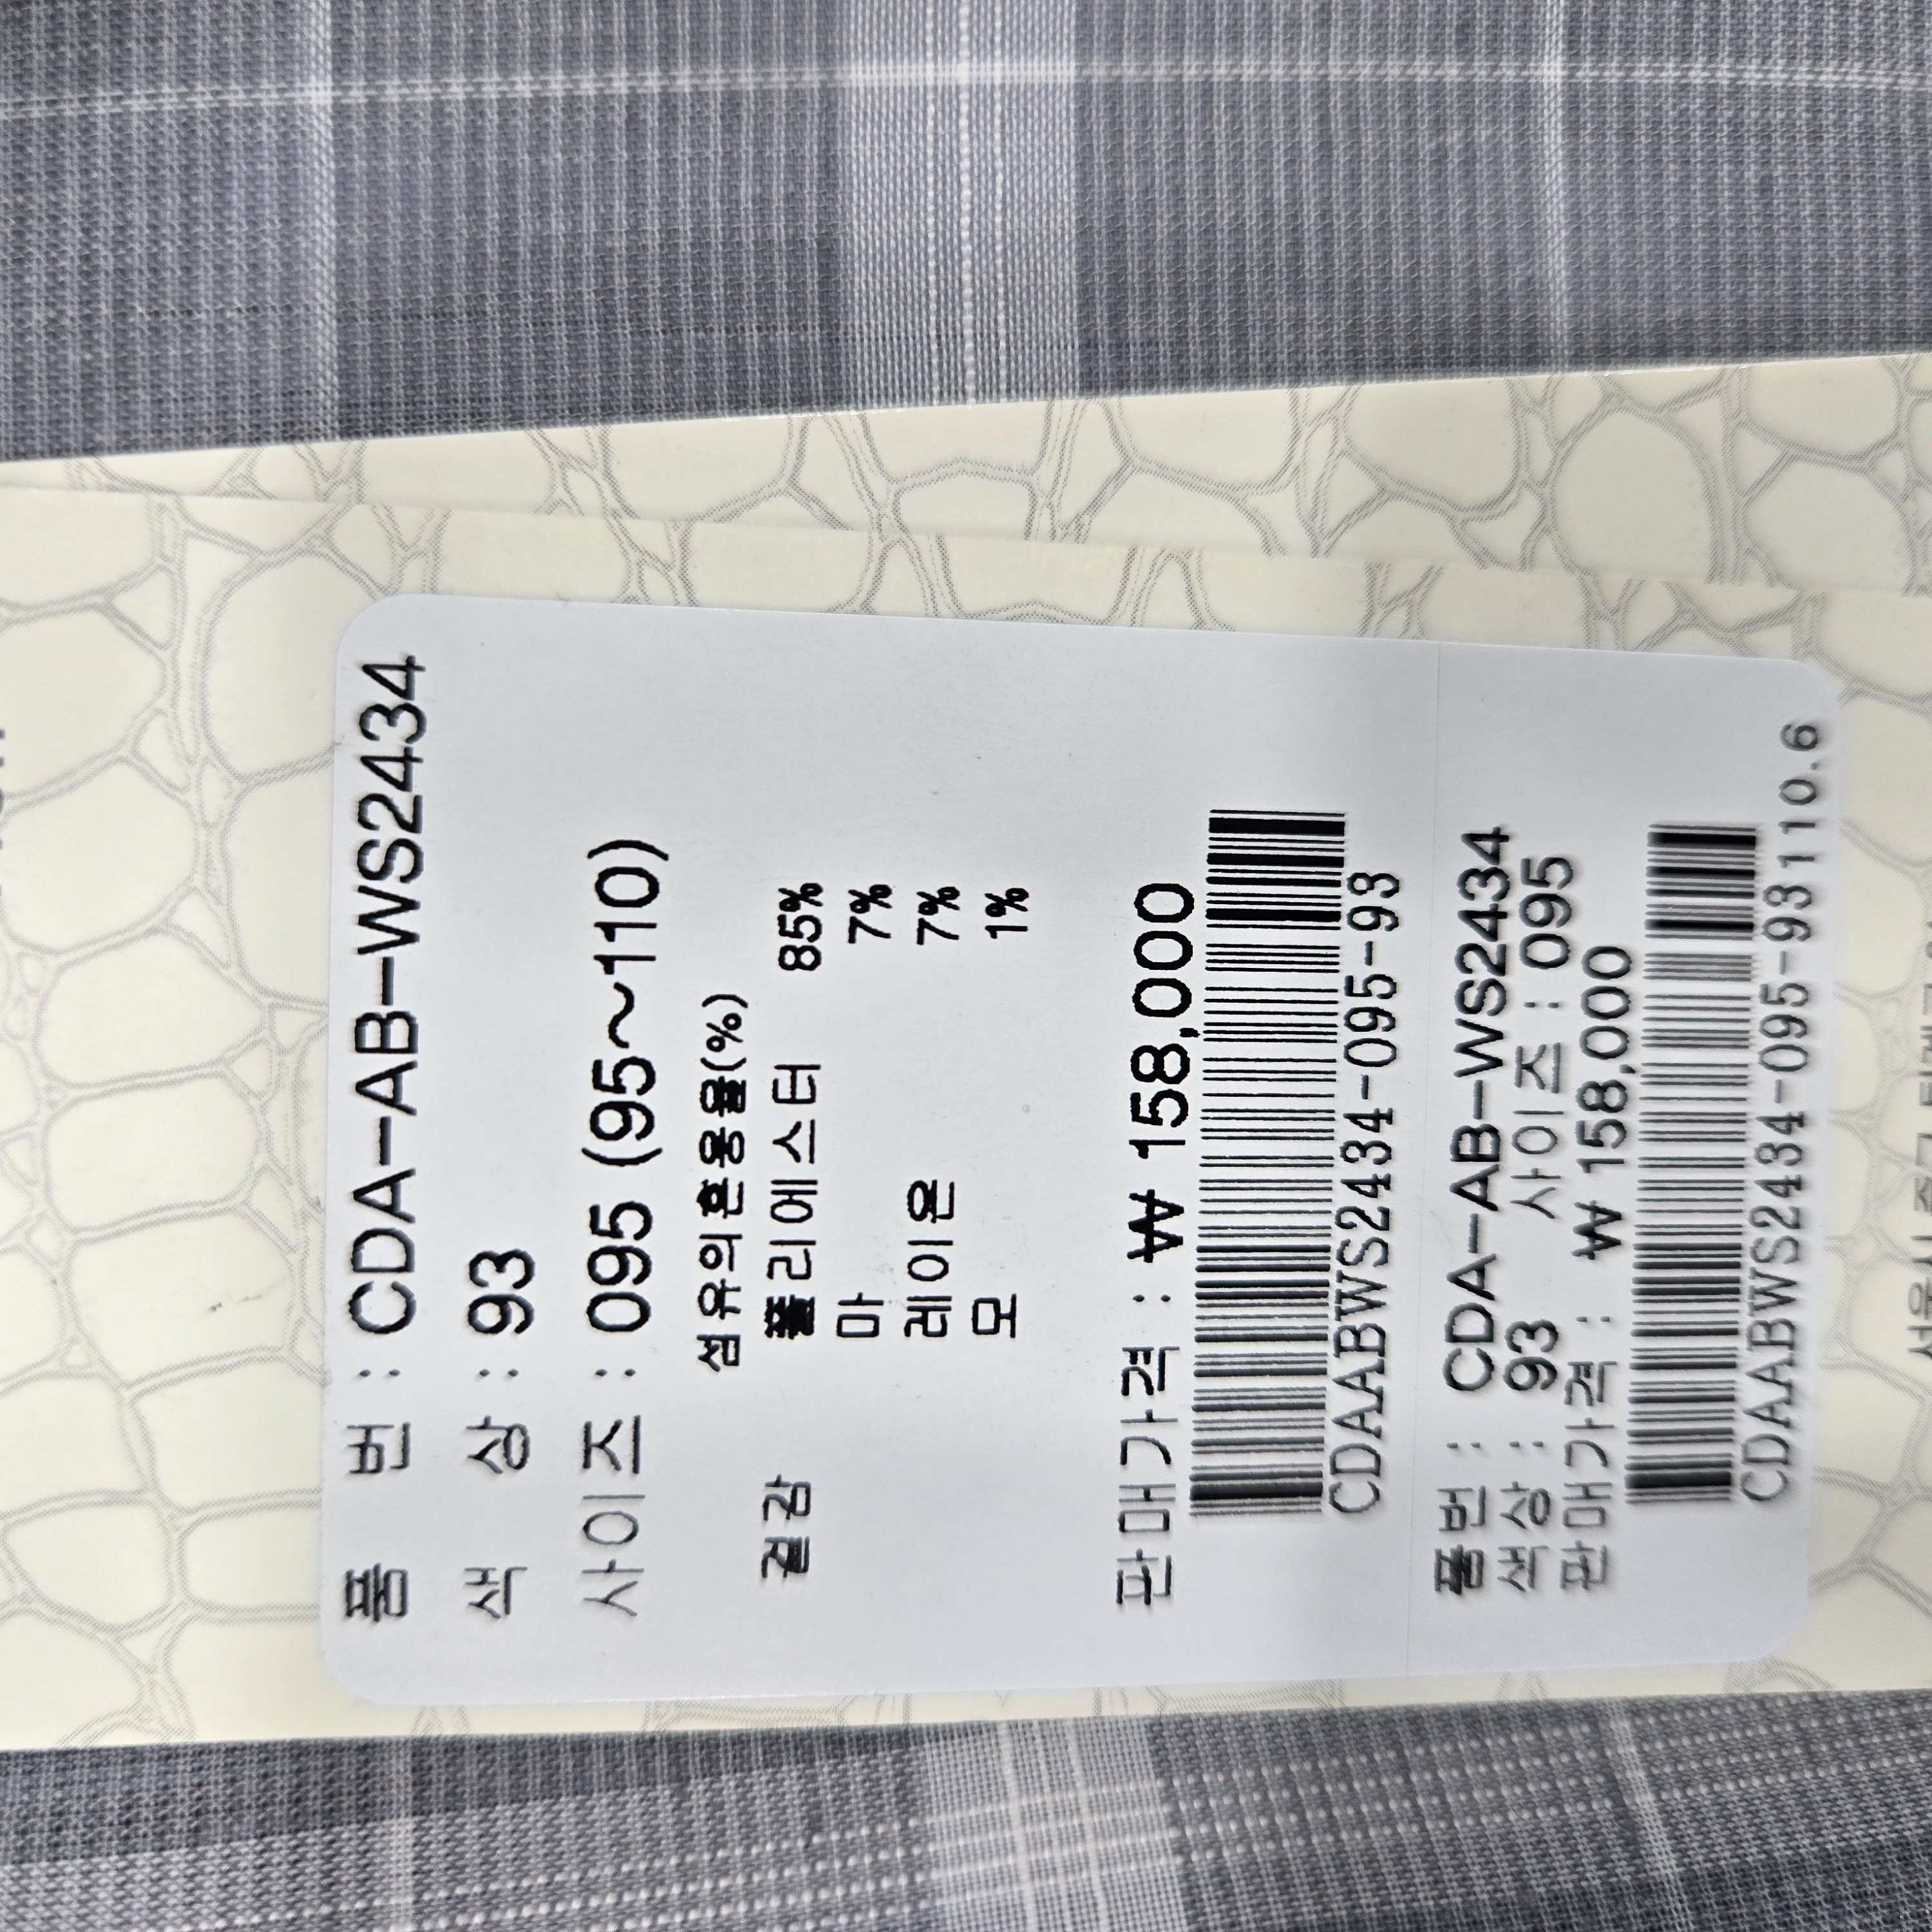 품 번 : CDA-AB-WS2434
색 상 : 93
사이즈 : 095 (95~110)
섬유의혼용율(%)
겉감 폴리에스터 85%
마 7%
레이온 7%
모 1%
판매가격 : ₩ 158,000
CDAABWS2434-095-93
품번 : CDA-AB-WS2434
색상 : 93 사이즈 : 095
판매가격 : ₩ 158,000
CDAABWS2434-095-93110.6